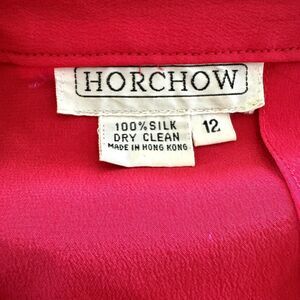 HORCHOW
100% SILK
DRY CLEAN
MADE IN HONG KONG
12